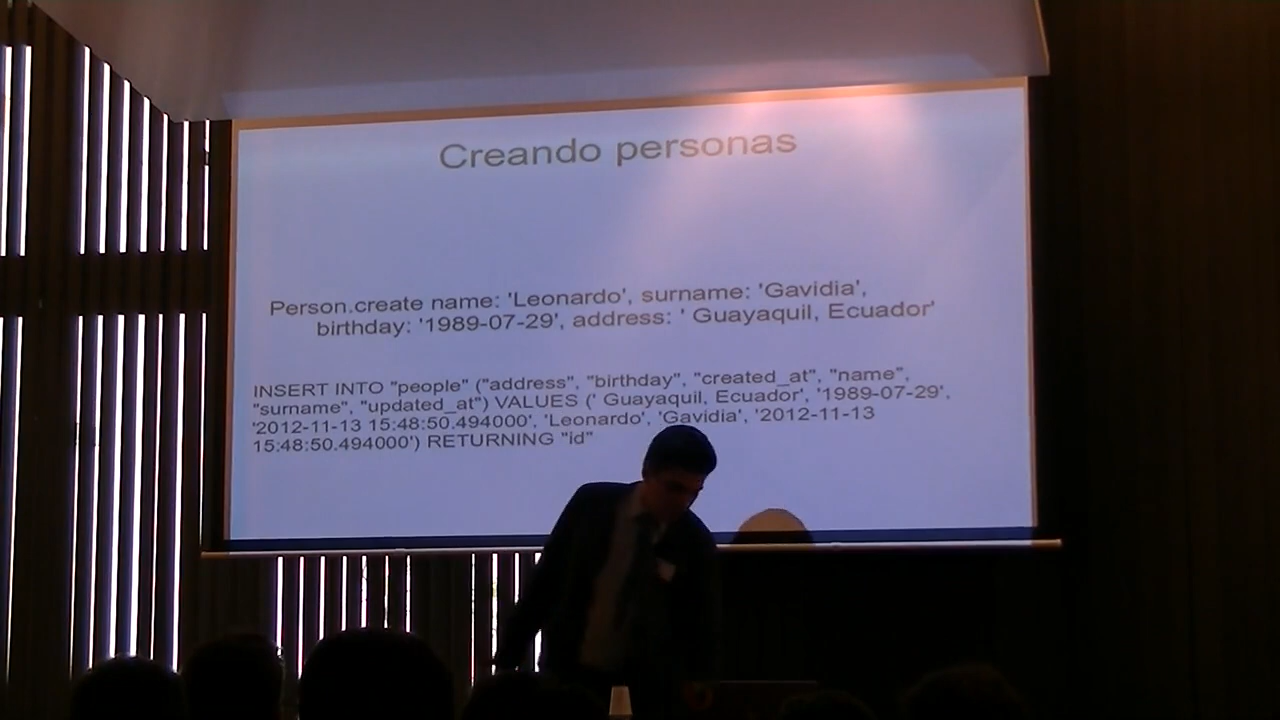 Creando personas
Person.create name: 'Leonardo', surname: 'Gavidia',
birthday: '1989-07-29', address: ' Guayaquil, Ecuador'
INSERT INTO "people" ("address", "birthday", "created_at", "name",
"surname", "updated_at") VALUES (' Guayaquil, Ecuador', '1989-07-29',
'2012-11-13 15:48:50.494000', 'Leonardo', 'Gavidia', '2012-11-13
15:48:50.494000') RETURNING "id"